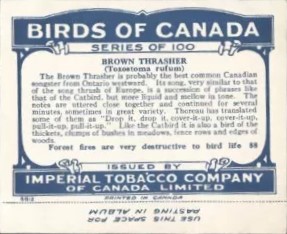 BIRDS OF CANADA
SERIES OF 100
BROWN THRASHER
(Toxostoma rufum)
The Brown Thrasher is probably the best common Canadian
songster from Ontario westward. Its song, very similar to that
of the song thrush of Europe, is a succession of phrases like
that of the Catbird, but more liquid and mellow in tone. The
notes are uttered close together and continued for several
minutes, sometimes in great variety. Thoreau has translated
some of them as "Drop it, drop it, cover-it-up, cover-it-up,
pull-it-up, pull-it-up." Like the Catbird it is also a bird of the
thickets, clumps of bushes in meadows, fence rows and edges of
woods.
Forest fires are very destructive to bird life 88
ISSUED BY
IMPERIAL TOBACCO COMPANY
OF CANADA LIMITED
PRINTED IN CANADA
USE THIS SPACE FOR
PASTING IN ALBUM